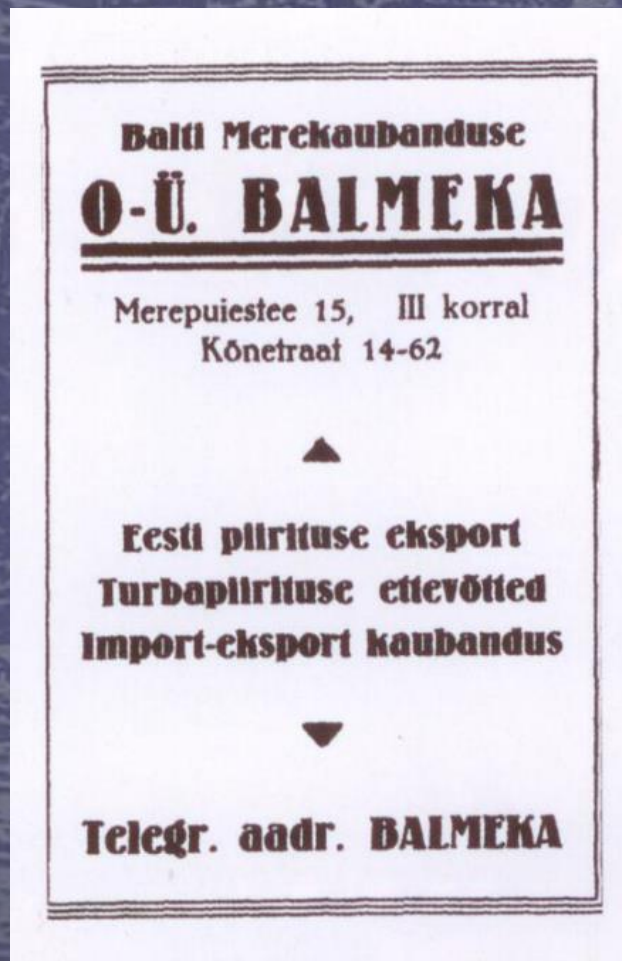 Balti Merekaubanduse
O-Ü. BALMEKA
Merepuiestee 15, III korral
Kõnetraat 14-62
Eesti piirituse eksport
Turbapiirituse ettevõtted
Import-eksport kaubandus
Telegr. aadr. BALMEKA